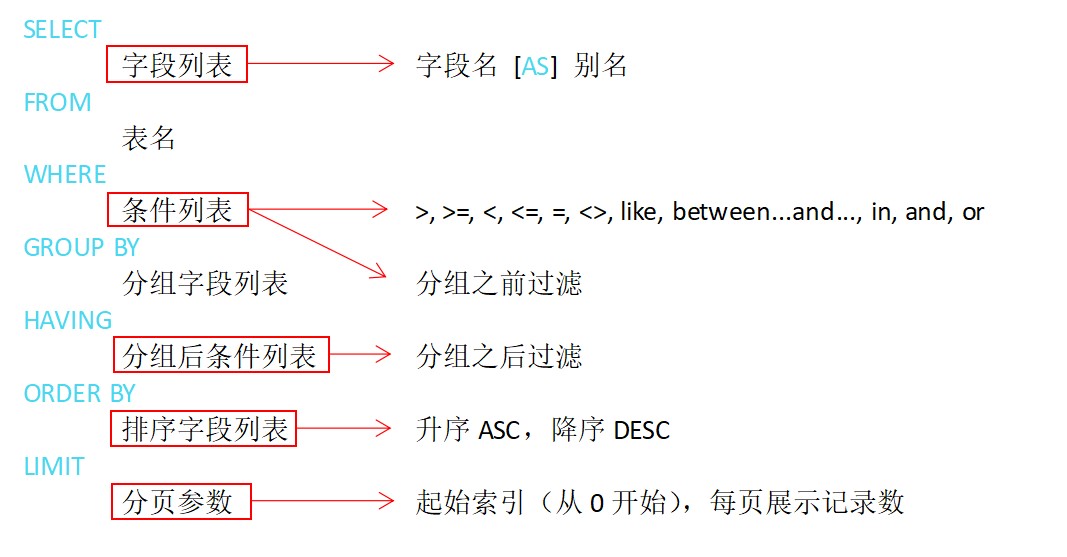 SELECT
字段列表 字段名 [AS] 别名
FROM
表名
WHERE
条件列表 >, >=, <, <=, =, <>, like, between...and..., in, and, or
GROUP BY
分组字段列表 分组之前过滤
HAVING
分组后条件列表 分组之后过滤
ORDER BY
排序字段列表 升序 ASC，降序 DESC
LIMIT
分页参数 起始索引（从 0 开始），每页展示记录数